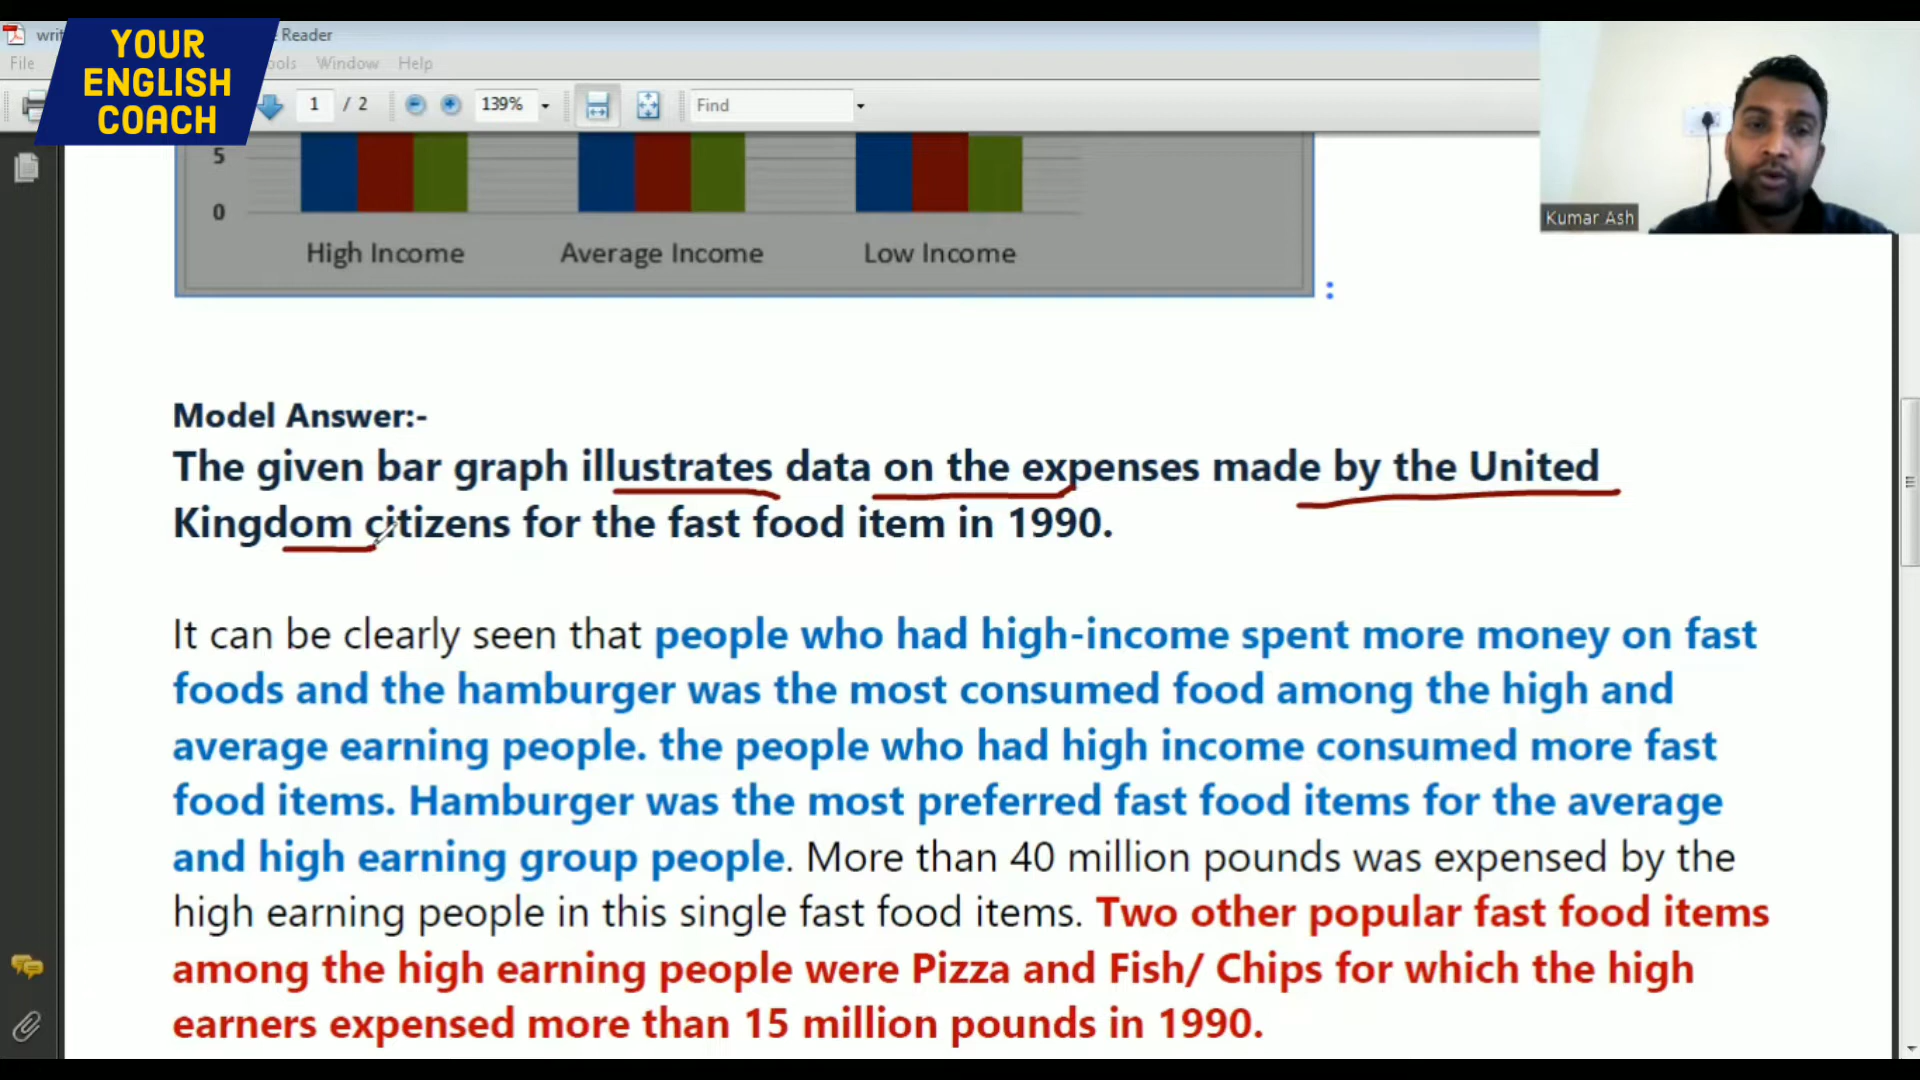 YOUR
ENGLISH
COACH
writ
Reader
File
ools Window Help
1 / 2
139%
Find
5
0
High Income Average Income Low Income
:
Kumar Ash
Model Answer:-
The given bar graph illustrates data on the expenses made by the United
Kingdom citizens for the fast food item in 1990.
It can be clearly seen that people who had high-income spent more money on fast
foods and the hamburger was the most consumed food among the high and
average earning people. the people who had high income consumed more fast
food items. Hamburger was the most preferred fast food items for the average
and high earning group people. More than 40 million pounds was expensed by the
high earning people in this single fast food items. Two other popular fast food items
among the high earning people were Pizza and Fish/ Chips for which the high
earners expensed more than 15 million pounds in 1990.